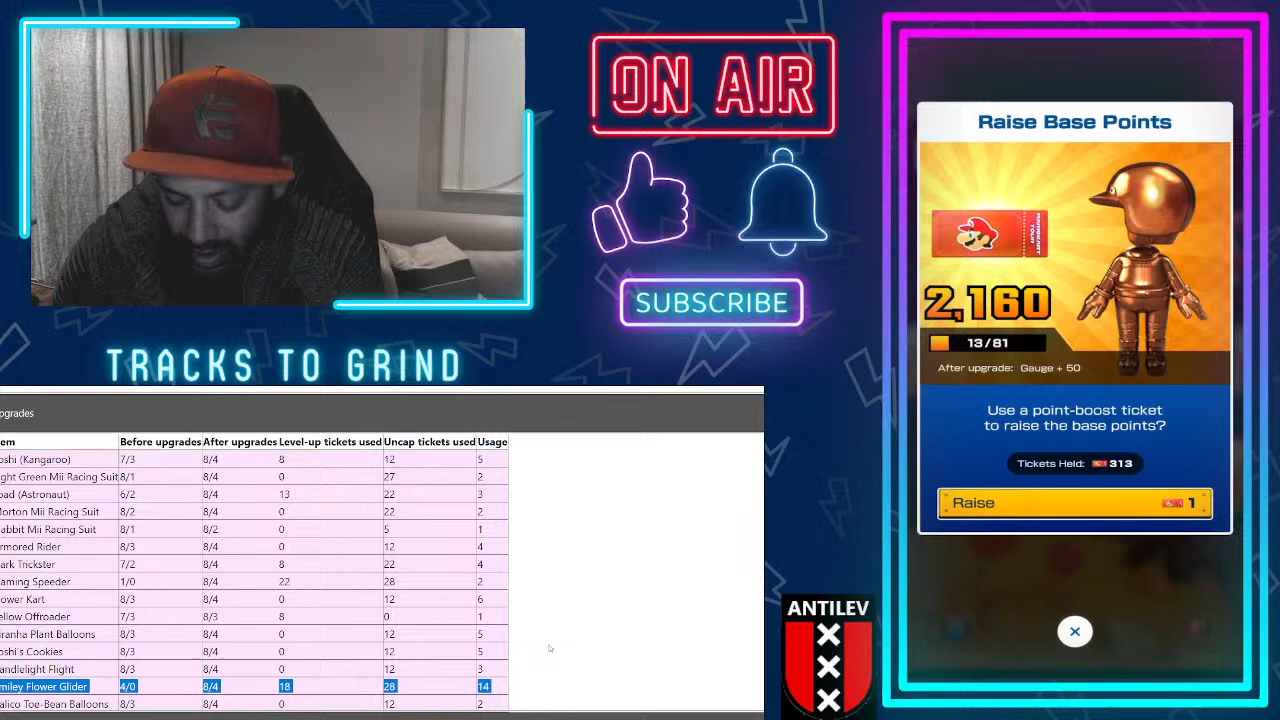 ON AIR
SUBSCRIBE
TRACKS TO GRIND
pgrades
em Before upgrades After upgrades Level-up tickets used Uncap tickets used Usage
oshi (Kangaroo) 7/3 8/4 8 12 5
ight Green Mii Racing Suit 8/1 8/4 0 27 2
oad (Astronaut) 6/2 8/4 13 22 3
Morton Mii Racing Suit 8/2 8/4 0 22 2
abbit Mii Racing Suit 8/1 8/2 0 5 1
rmored Rider 8/3 8/4 0 12 4
ark Trickster 7/2 8/4 8 22 4
aming Speeder 1/0 8/4 22 28 2
ower Kart 8/3 8/4 0 12 6
ellow Offroader 7/3 8/3 8 0 1
iranha Plant Balloons 8/3 8/4 0 12 5
oshi's Cookies 8/3 8/4 0 12 5
andlelight Flight 8/3 8/4 0 12 3
miley Flower Glider 4/0 8/4 18 28 14
alico Toe-Bean Balloons 8/3 8/4 0 12 2
ANTILEV
Raise Base Points
MARIOKART
TOUR
2,160
13/81
After upgrade: Gauge + 50
Use a point-boost ticket
to raise the base points?
Tickets Held: 313
Raise 1